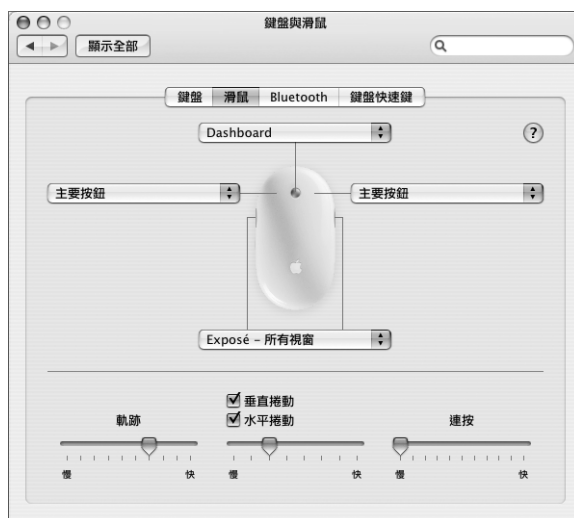 鍵盤與滑鼠
顯示全部
鍵盤 滑鼠 Bluetooth 鍵盤快速鍵
Dashboard
?
主要按鈕 主要按鈕
Exposé – 所有視窗
垂直捲動
軌跡 水平捲動 連按
慢 快 慢 快 慢 快